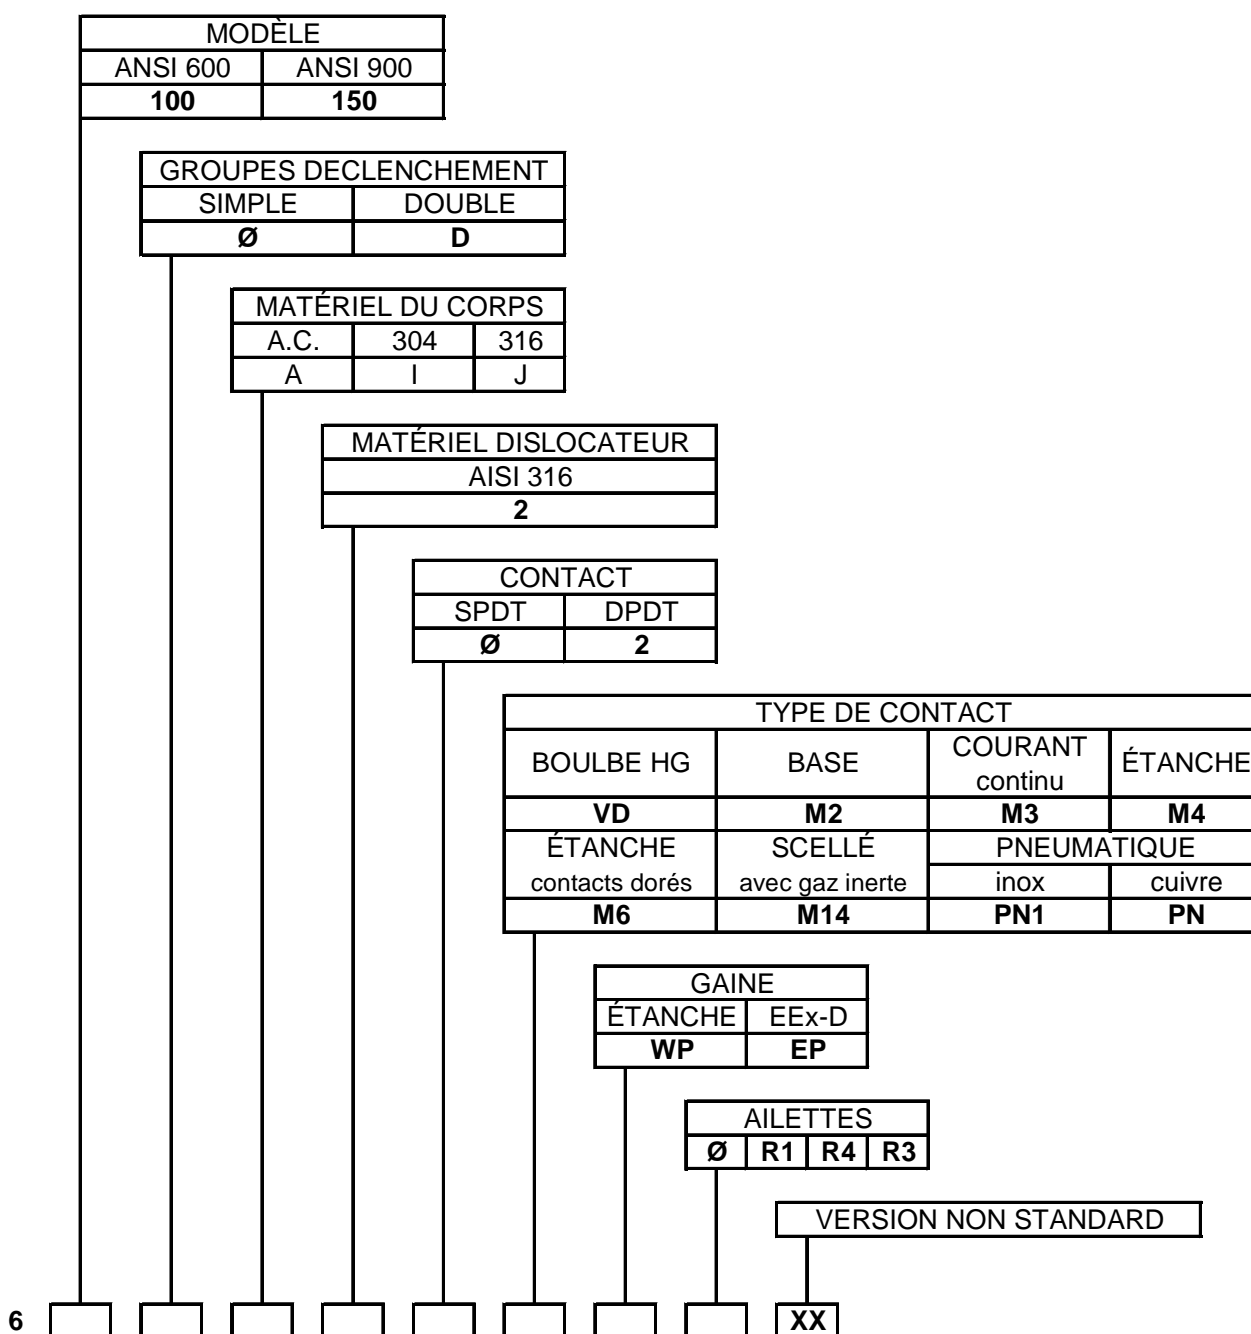 MODÈLE
ANSI 600 ANSI 900
100 150
GROUPES DECLENCHEMENT
SIMPLE DOUBLE
Ø D
MATÉRIEL DU CORPS
A.C. 304 316
A I J
MATÉRIEL DISLOCATEUR
AISI 316
2
CONTACT
SPDT DPDT
Ø 2
TYPE DE CONTACT
BOULBE HG BASE COURANT continu ÉTANCHE
VD M2 M3 M4
ÉTANCHE SCELLÉ PNEUMATIQUE
contacts dorés avec gaz inerte inox cuivre
M6 M14 PN1 PN
GAINE
ÉTANCHE EEx-D
WP EP
AILETTES
Ø R1 R4 R3
VERSION NON STANDARD
6 XX